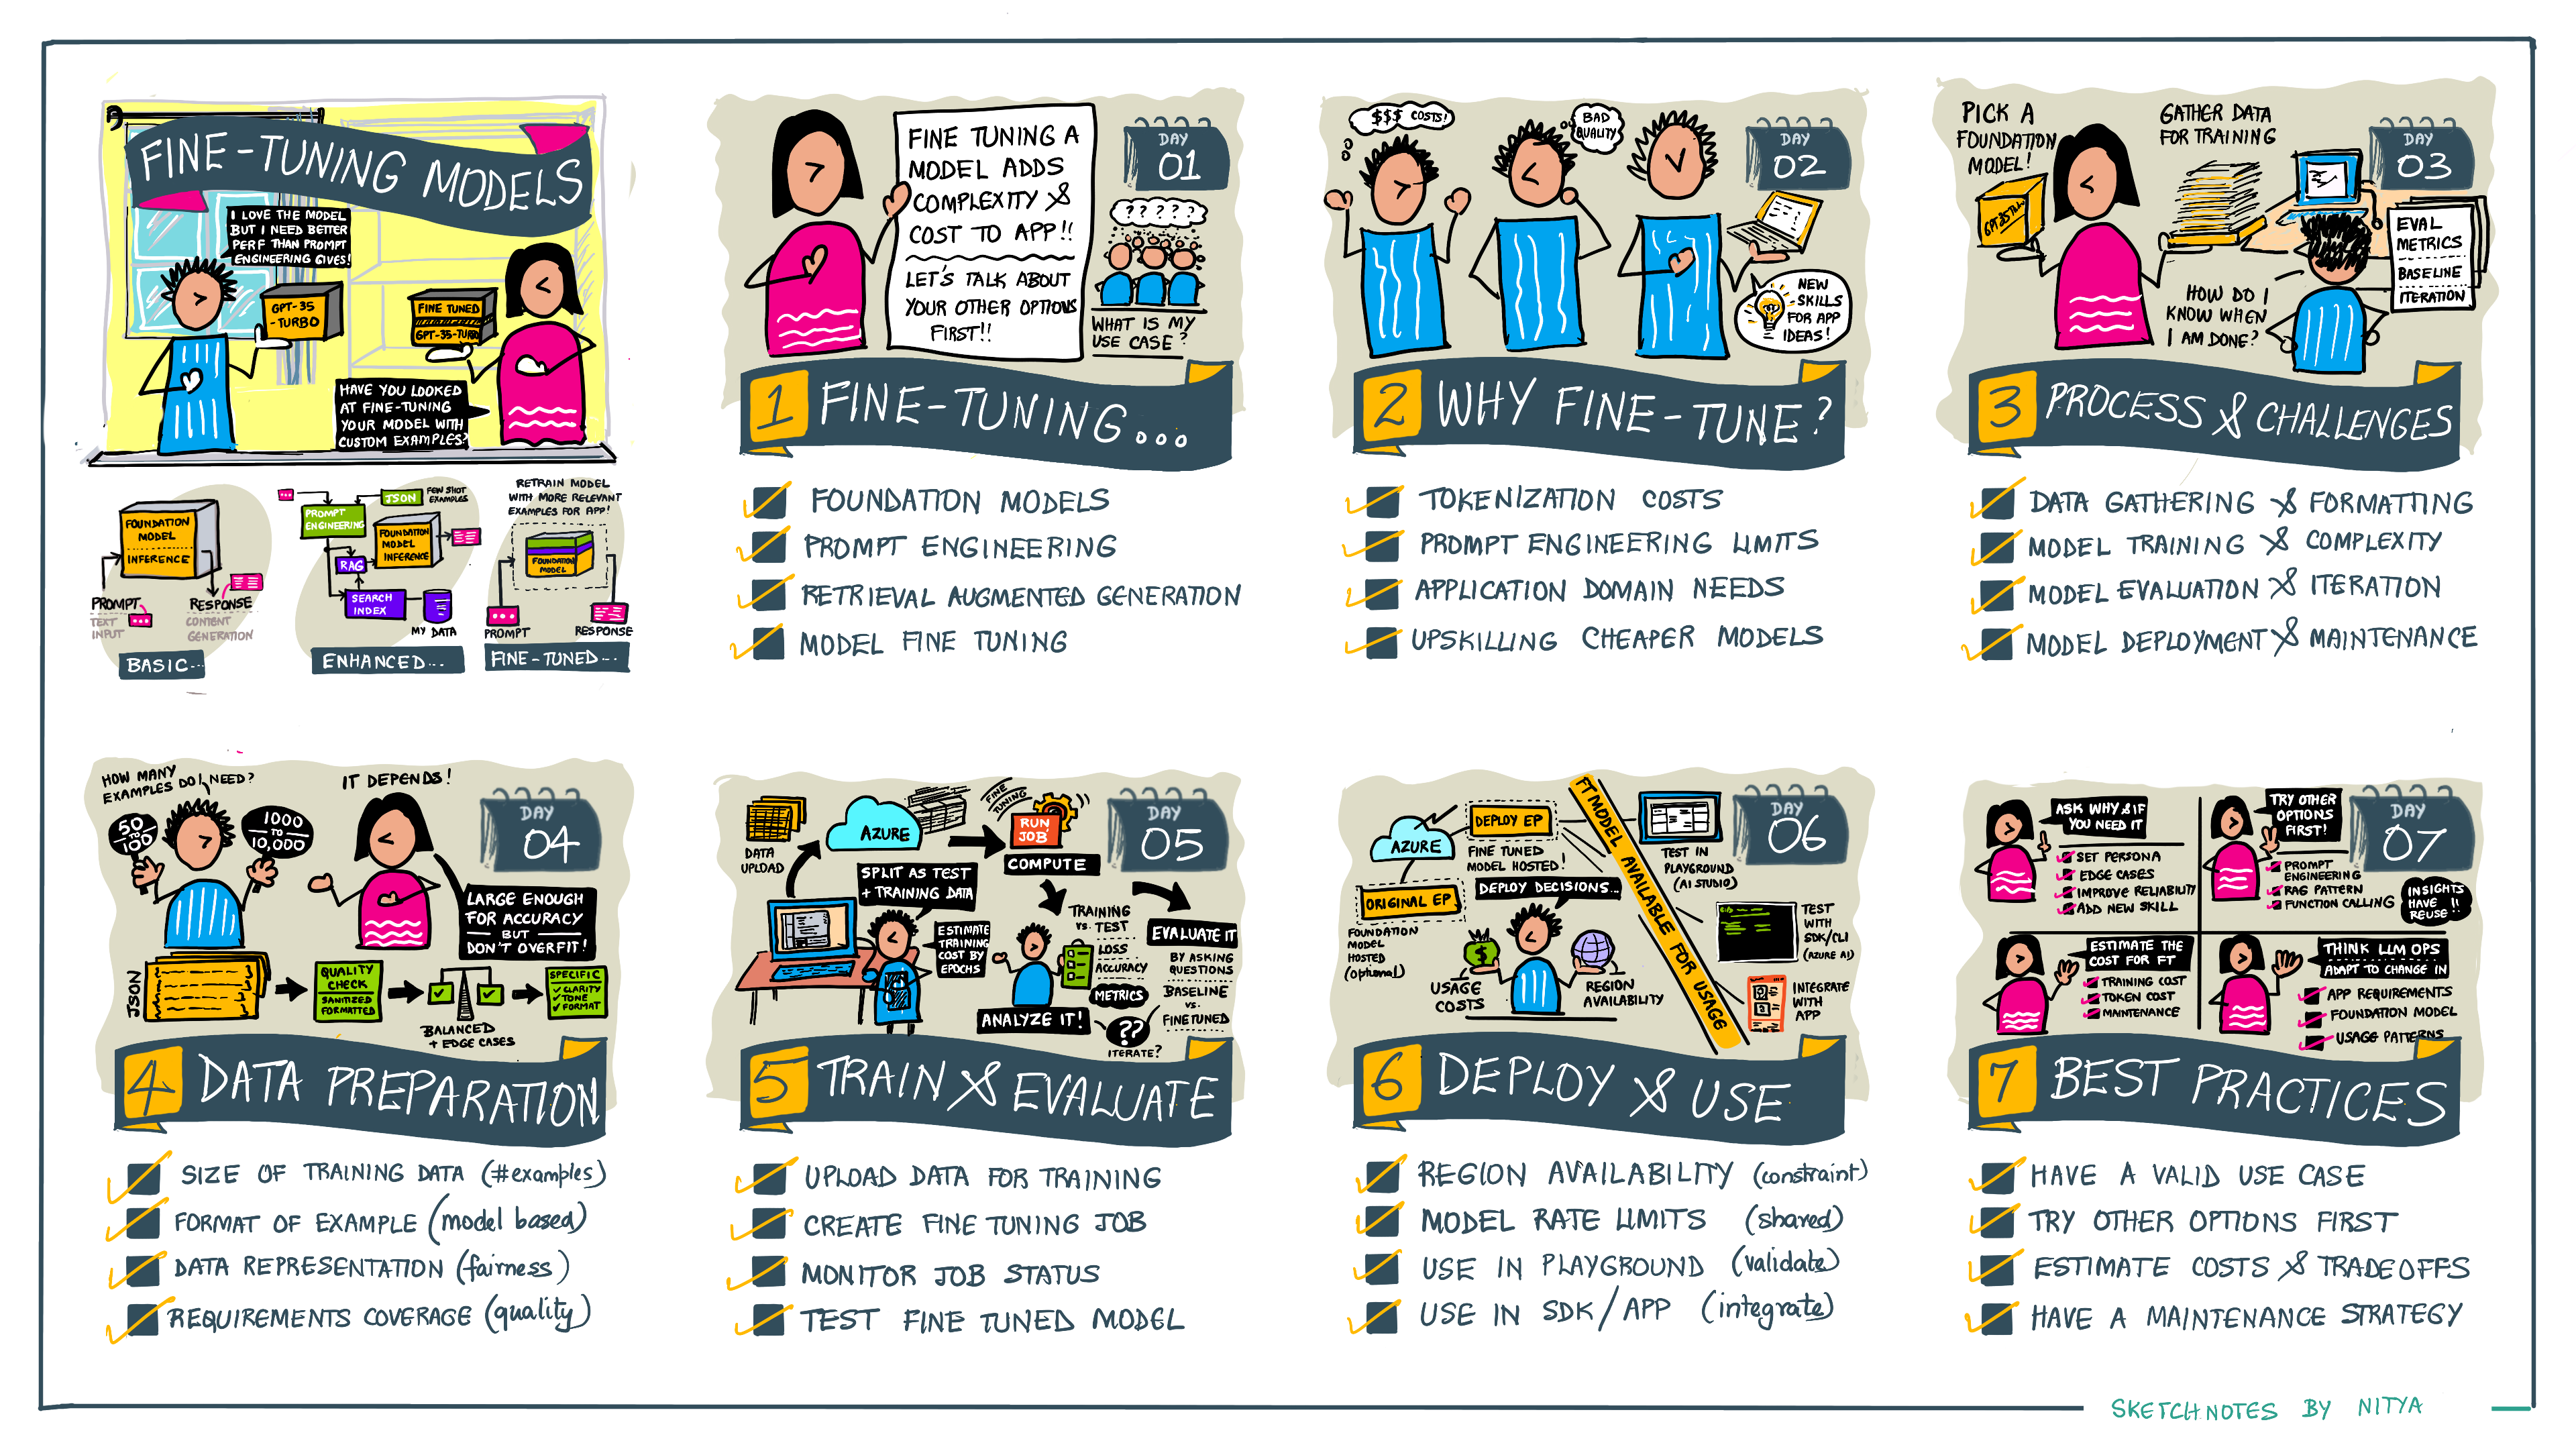 FINE-TUNING MODELS
I LOVE THE MODEL
BUT I NEED BETTER
PERF THAN PROMPT
ENGINEERING GIVES!
GPT-35
-TURBO
FINE TUNED
GPT-35-TURBO
HAVE YOU LOOKED
AT FINE-TUNING
YOUR MODEL WITH
CUSTOM EXAMPLES?
FOUNDATION
MODEL
INFERENCE
PROMPT
TEXT
INPUT
RESPONSE
CONTENT
GENERATION
BASIC...
JSON
FEW SHOT
EXAMPLES
PROMPT
ENGINEERING
FOUNDATION
MODEL
INFERENCE
RAG
SEARCH
INDEX
MY DATA
ENHANCED...
RETRAIN MODEL
WITH MORE RELEVANT
EXAMPLES FOR APP!
FOUNDATION
MODEL
PROMPT
RESPONSE
FINE-TUNED...
FINE TUNING A
MODEL ADDS
COMPLEXITY &
COST TO APP!!
LET'S TALK ABOUT
YOUR OTHER OPTIONS
FIRST!!
DAY
01
? ? ? ? ?
WHAT IS MY
USE CASE?
1 FINE-TUNING...
FOUNDATION MODELS
PROMPT ENGINEERING
RETRIEVAL AUGMENTED GENERATION
MODEL FINE TUNING
$$$ COSTS!
BAD
QUALITY
DAY
02
NEW
SKILLS
FOR APP
IDEAS!
2 WHY FINE-TUNE?
TOKENIZATION COSTS
PROMPT ENGINEERING LIMITS
APPLICATION DOMAIN NEEDS
UPSKILLING CHEAPER MODELS
PICK A
FOUNDATION
MODEL!
GATHER DATA
FOR TRAINING
DAY
03
HOW DO I
KNOW WHEN
I AM DONE?
EVAL
METRICS
BASELINE
ITERATION
3 PROCESS & CHALLENGES
DATA GATHERING & FORMATTING
MODEL TRAINING & COMPLEXITY
MODEL EVALUATION & ITERATION
MODEL DEPLOYMENT & MAINTENANCE
HOW MANY
EXAMPLES DO I NEED?
50
TO
100
1000
TO
10,000
IT DEPENDS!
DAY
04
LARGE ENOUGH
FOR ACCURACY
BUT
DON'T OVERFIT!
JSON
QUALITY
CHECK
SANITIZED
FORMATTED
BALANCED
+ EDGE CASES
SPECIFIC
CLARITY
TONE
FORMAT
4 DATA PREPARATION
SIZE OF TRAINING DATA (#examples)
FORMAT OF EXAMPLE (model based)
DATA REPRESENTATION (fairness)
REQUIREMENTS COVERAGE (quality)
DATA
UPLOAD
AZURE
FINE
TUNING
RUN
JOB
COMPUTE
DAY
05
SPLIT AS TEST
+ TRAINING DATA
ESTIMATE
TRAINING
COST BY
EPOCHS
TRAINING
VS. TEST
LOSS
ACCURACY
METRICS
ANALYZE IT!
??
ITERATE?
EVALUATE IT
BY ASKING
QUESTIONS
BASELINE
VS.
FINETUNED
5 TRAIN & EVALUATE
UPLOAD DATA FOR TRAINING
CREATE FINE TUNING JOB
MONITOR JOB STATUS
TEST FINE TUNED MODEL
AZURE
DEPLOY EP
FINE TUNED
MODEL HOSTED!
ORIGINAL EP
FOUNDATION
MODEL
HOSTED
(optional)
DEPLOY DECISIONS...
USAGE
COSTS
REGION
AVAILABILITY
FT MODEL AVAILABLE FOR USAGE
TEST IN
PLAYGROUND
(AI STUDIO)
DAY
06
TEST
WITH
SDK/CLI
(AZURE AI)
INTEGRATE
WITH
APP
6 DEPLOY & USE
REGION AVAILABILITY (constraint)
MODEL RATE LIMITS (shared)
USE IN PLAYGROUND (validate)
USE IN SDK/APP (integrate)
ASK WHY & IF
YOU NEED IT
SET PERSONA
EDGE CASES
IMPROVE RELIABILITY
ADD NEW SKILL
TRY OTHER
OPTIONS
FIRST!
PROMPT
ENGINEERING
RAG PATTERN
FUNCTION CALLING
DAY
07
INSIGHTS
HAVE !!
REUSE
ESTIMATE THE
COST FOR FT
TRAINING COST
TOKEN COST
MAINTENANCE
THINK LLM OPS
ADAPT TO CHANGE IN
APP REQUIREMENTS
FOUNDATION MODEL
USAGE PATTERNS
7 BEST PRACTICES
HAVE A VALID USE CASE
TRY OTHER OPTIONS FIRST
ESTIMATE COSTS & TRADEOFFS
HAVE A MAINTENANCE STRATEGY
SKETCHNOTES BY NITYA